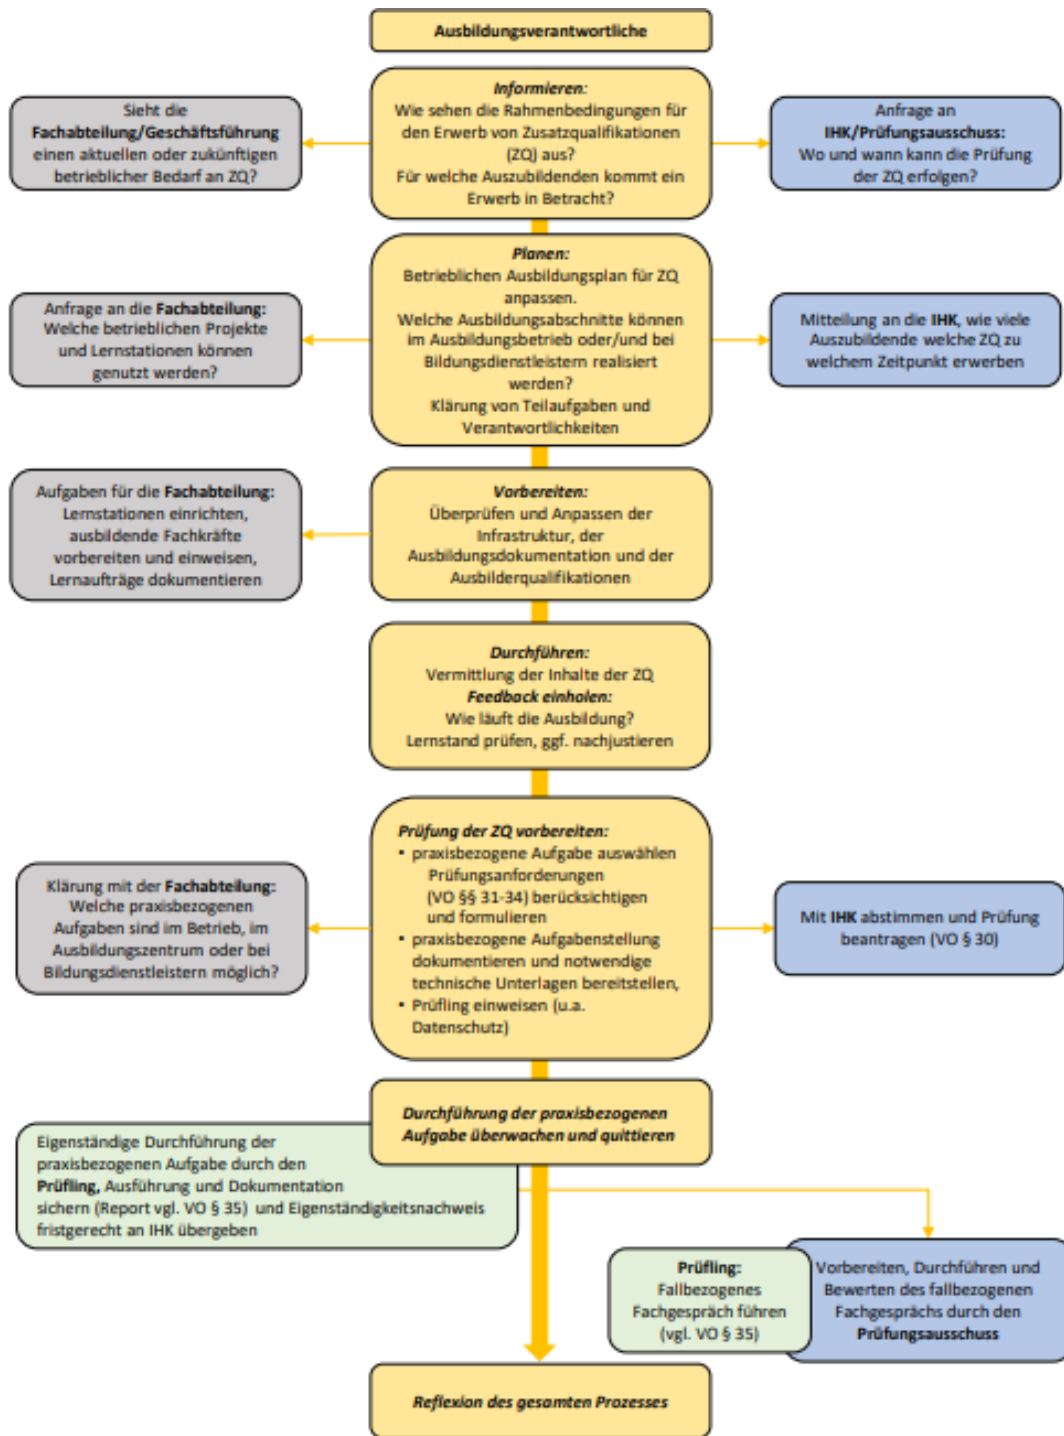 Ausbildungsverantwortliche
Informieren:
Wie sehen die Rahmenbedingungen für
den Erwerb von Zusatzqualifikationen
(ZQ) aus?
Für welche Auszubildenden kommt ein
Erwerb in Betracht?
Sieht die
Fachabteilung/Geschäftsführung
einen aktuellen oder zukünftigen
betrieblicher Bedarf an ZQ?
Anfrage an
IHK/Prüfungsausschuss:
Wo und wann kann die Prüfung
der ZQ erfolgen?
Planen:
Betrieblichen Ausbildungsplan für ZQ
anpassen.
Welche Ausbildungsabschnitte können
im Ausbildungsbetrieb oder/und bei
Bildungsdienstleistern realisiert
werden?
Klärung von Teilaufgaben und
Verantwortlichkeiten
Anfrage an die Fachabteilung:
Welche betrieblichen Projekte
und Lernstationen können
genutzt werden?
Mitteilung an die IHK, wie viele
Auszubildende welche ZQ zu
welchem Zeitpunkt erwerben
Aufgaben für die Fachabteilung:
Lernstationen einrichten,
ausbildende Fachkräfte
vorbereiten und einweisen,
Lernaufträge dokumentieren
Vorbereiten:
Überprüfen und Anpassen der
Infrastruktur, der
Ausbildungsdokumentation und der
Ausbilderqualifikationen
Durchführen:
Vermittlung der Inhalte der ZQ
Feedback einholen:
Wie läuft die Ausbildung?
Lernstand prüfen, ggf. nachjustieren
Prüfung der ZQ vorbereiten:
▪ praxisbezogene Aufgabe auswählen
Prüfungsanforderungen
(VO §§ 31-34) berücksichtigen
und formulieren
▪ praxisbezogene Aufgabenstellung
dokumentieren und notwendige
technische Unterlagen bereitstellen,
▪ Prüfling einweisen (u.a.
Datenschutz)
Klärung mit der Fachabteilung:
Welche praxisbezogenen
Aufgaben sind im Betrieb, im
Ausbildungszentrum oder bei
Bildungsdienstleistern möglich?
Mit IHK abstimmen und Prüfung
beantragen (VO § 30)
Durchführung der praxisbezogenen
Aufgabe überwachen und quittieren
Eigenständige Durchführung der
praxisbezogenen Aufgabe durch den
Prüfling, Ausführung und Dokumentation
sichern (Report vgl. VO § 35) und Eigenständigkeitsnachweis
fristgerecht an IHK übergeben
Prüfling:
Fallbezogenes
Fachgespräch führen
(vgl. VO § 35)
Vorbereiten, Durchführen und
Bewerten des fallbezogenen
Fachgesprächs durch den
Prüfungsausschuss
Reflexion des gesamten Prozesses